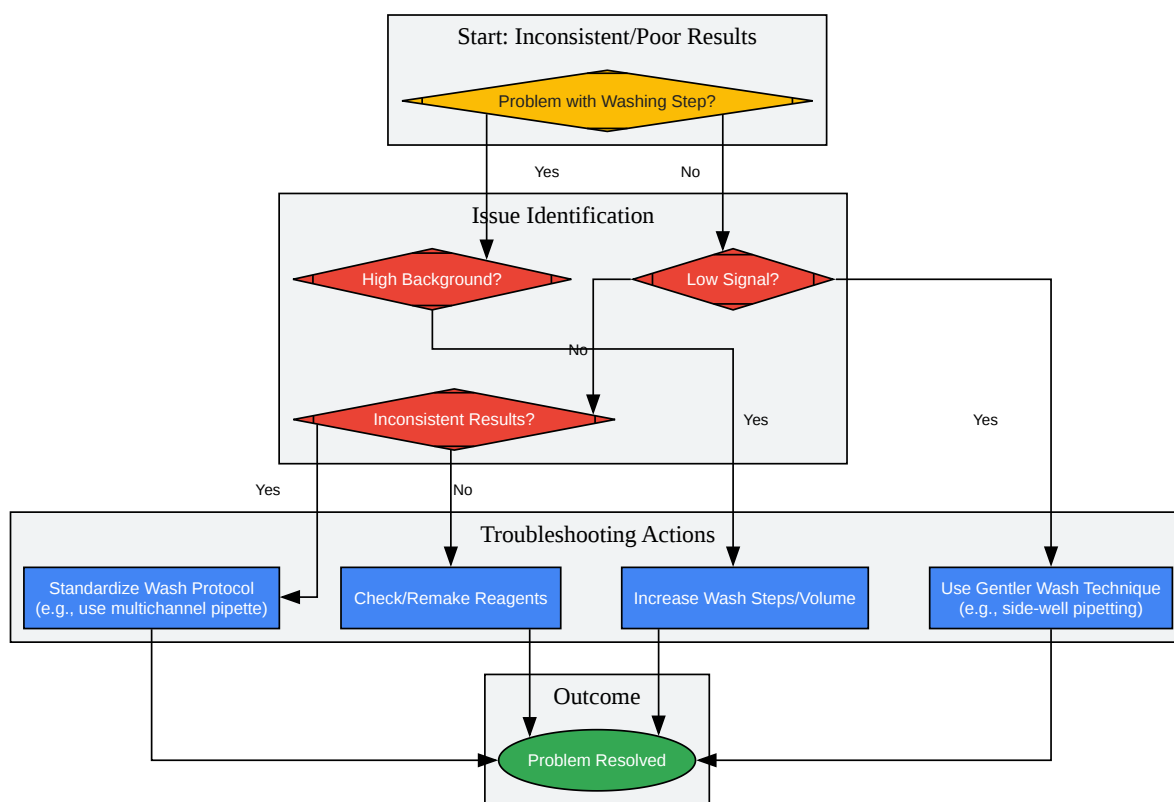 Start: Inconsistent/Poor Results
Problem with Washing Step?
Yes
No
Issue Identification
High Background?
Low Signal?
No
Inconsistent Results?
Yes
Yes
Yes
No
Troubleshooting Actions
Standardize Wash Protocol
(e.g., use multichannel pipette)
Check/Remake Reagents
Increase Wash Steps/Volume
Use Gentler Wash Technique
(e.g., side-well pipetting)
Outcome
Problem Resolved